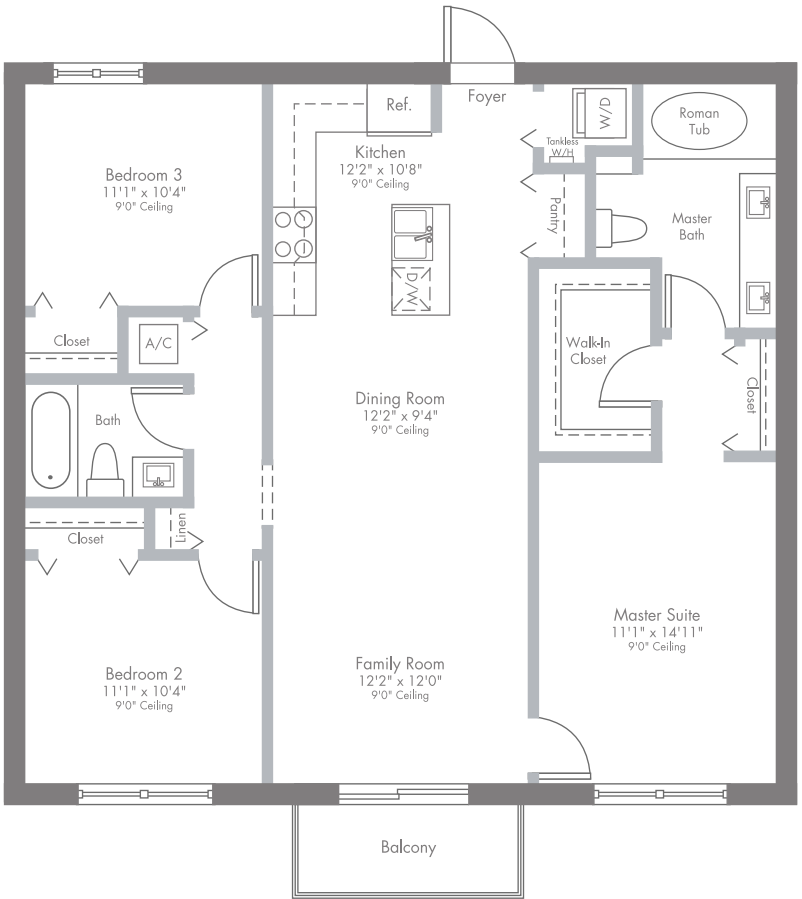 Foyer
Ref.
W/D
Roman
Tub
Tankless
W/H
Kitchen
12'2" x 10'8"
9'0" Ceiling
Bedroom 3
11'1" x 10'4"
9'0" Ceiling
Pantry
Master
Bath
D/W
Closet
A/C
Walk-In
Closet
Closet
Dining Room
12'2" x 9'4"
9'0" Ceiling
Bath
Linen
Closet
Master Suite
11'1" x 14'11"
9'0" Ceiling
Family Room
12'2" x 12'0"
9'0" Ceiling
Bedroom 2
11'1" x 10'4"
9'0" Ceiling
Balcony